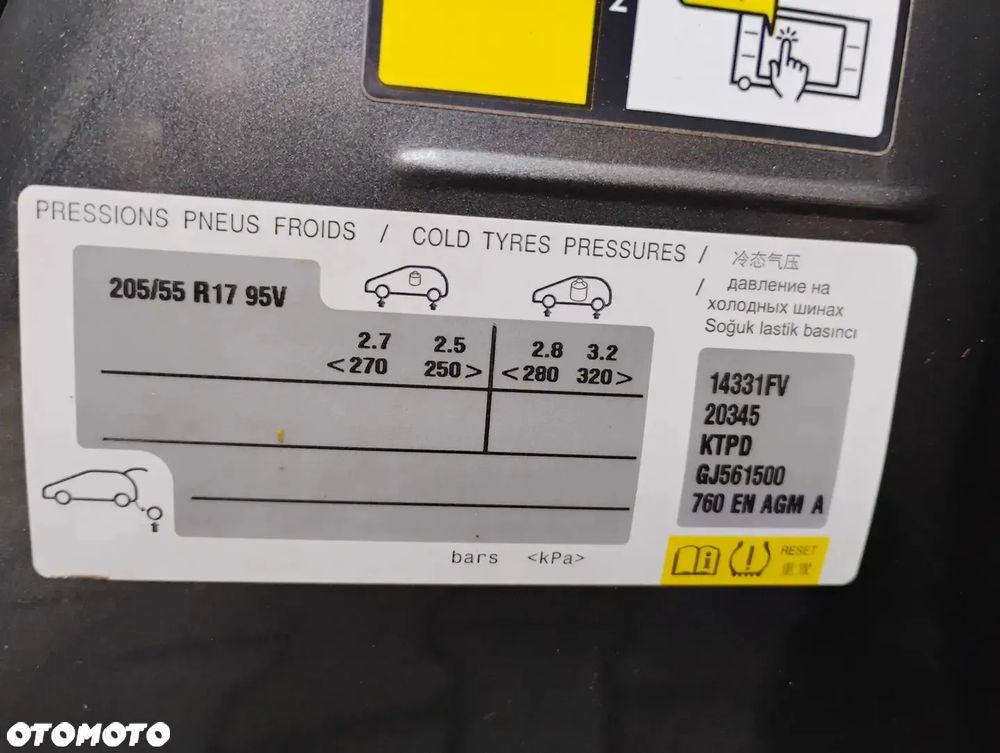 2
PRESSIONS PNEUS FROIDS / COLD TYRES PRESSURES / 冷态气压
/ давление на
холодных шинах
Soğuk lastik basıncı
205/55 R17 95V
2.7 2.5 2.8 3.2
<270 250> <280 320>
14331FV
20345
KTPD
GJ561500
760 EN AGM A
bars <kPa>
RESET
OTOMOTO